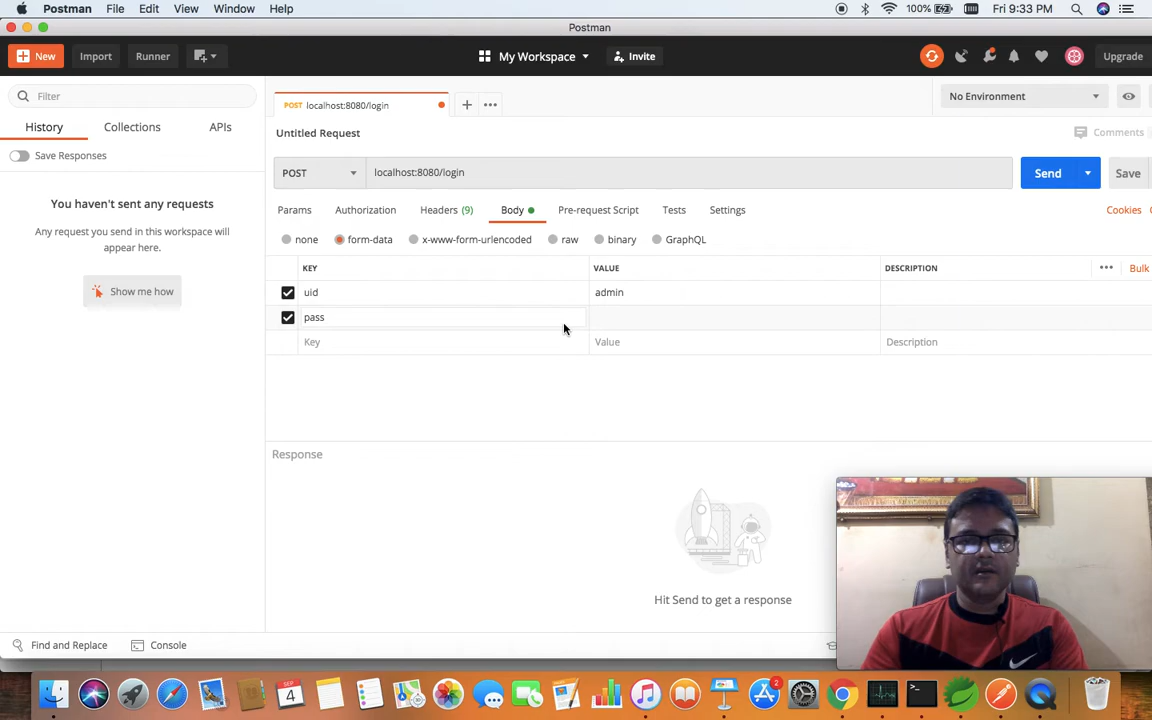 Postman File Edit View Window Help 100% Fri 9:33 PM
Postman
New Import Runner My Workspace Invite Upgrade
Filter
POST localhost:8080/login No Environment
History Collections APIs
Untitled Request Comments
Save Responses
POST localhost:8080/login Send Save
You haven't sent any requests
Any request you send in this workspace will
appear here.
Show me how
Params Authorization Headers (9) Body Pre-request Script Tests Settings Cookies
none form-data x-www-form-urlencoded raw binary GraphQL
KEY VALUE DESCRIPTION Bulk
uid admin
pass
Key Value Description
Response
Hit Send to get a response
Find and Replace Console
SEP
4
2